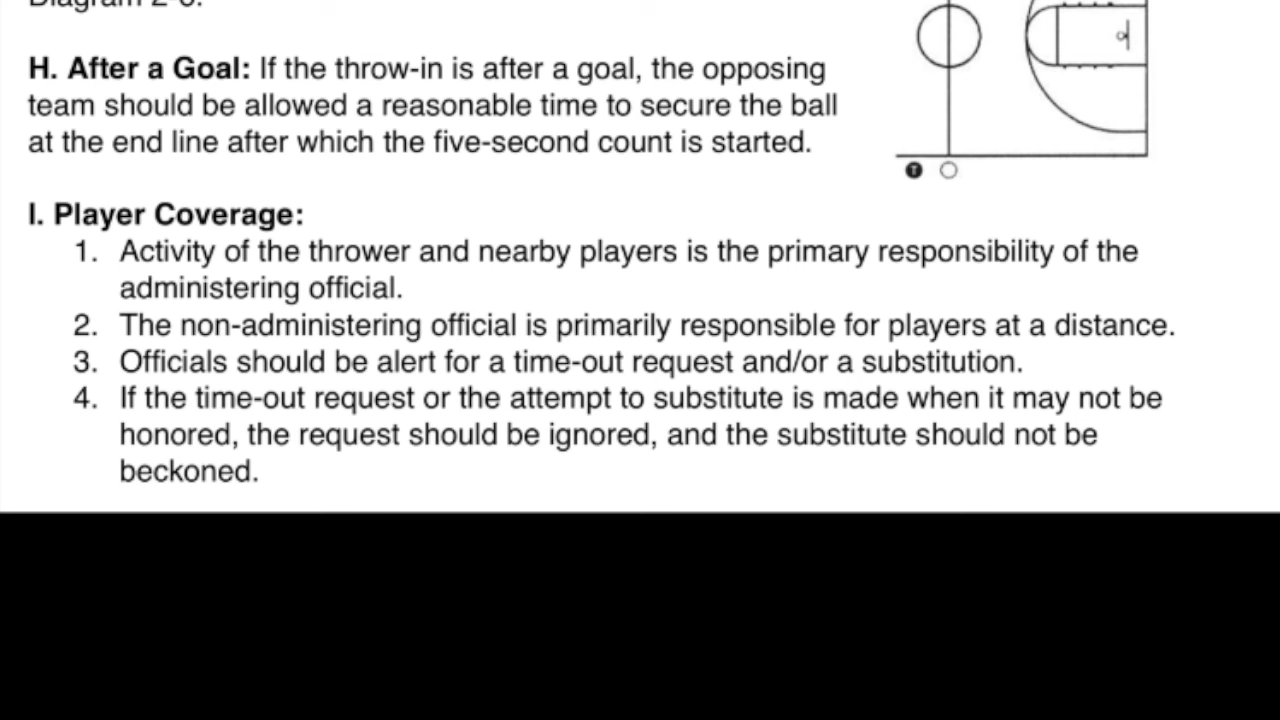 Diagram 2-6.
H. After a Goal: If the throw-in is after a goal, the opposing
team should be allowed a reasonable time to secure the ball
at the end line after which the five-second count is started.
T
I. Player Coverage:
1. Activity of the thrower and nearby players is the primary responsibility of the
administering official.
2. The non-administering official is primarily responsible for players at a distance.
3. Officials should be alert for a time-out request and/or a substitution.
4. If the time-out request or the attempt to substitute is made when it may not be
honored, the request should be ignored, and the substitute should not be
beckoned.